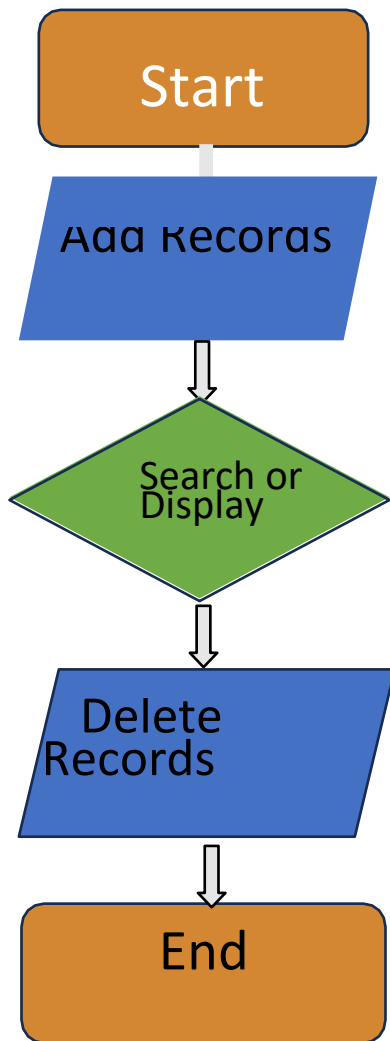 Start
Add Records
Search or
Display
Delete
Records
End